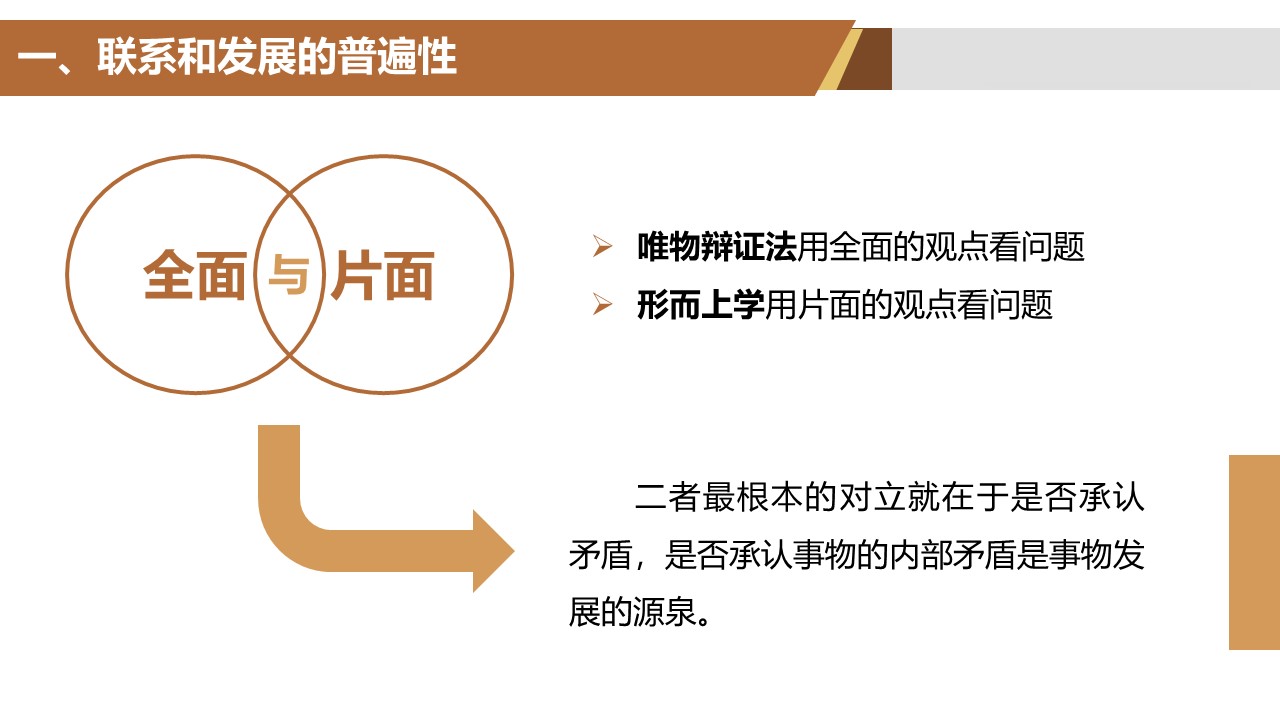 一、联系和发展的普遍性
全面与片面
唯物辩证法用全面的观点看问题
形而上学用片面的观点看问题
二者最根本的对立就在于是否承认
矛盾，是否承认事物的内部矛盾是事物发
展的源泉。